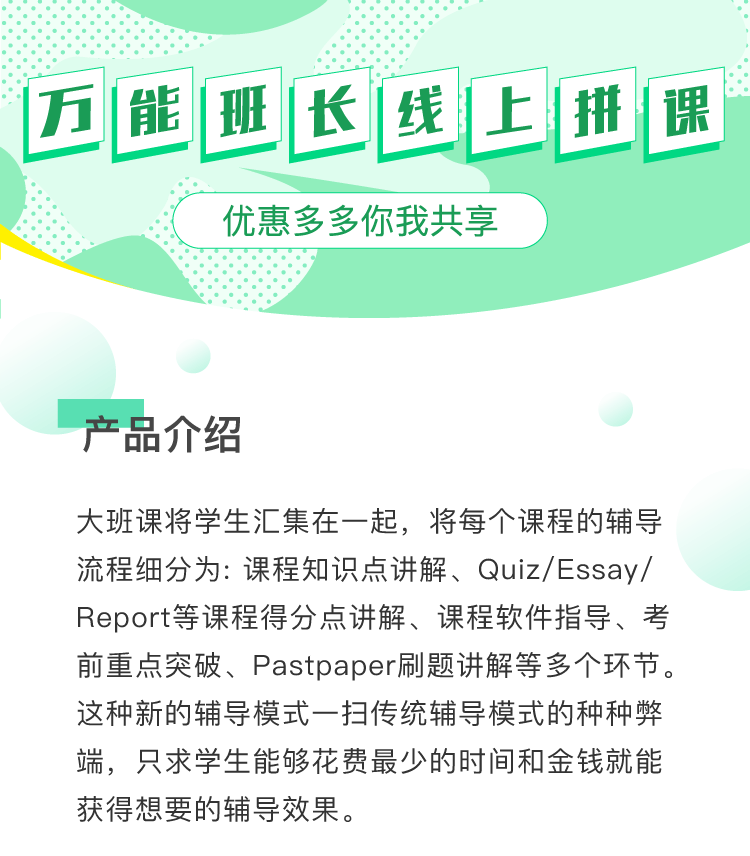 万能班长线上拼课
优惠多多你我共享
产品介绍
大班课将学生汇集在一起，将每个课程的辅导
流程细分为: 课程知识点讲解、Quiz/Essay/
Report等课程得分点讲解、课程软件指导、考
前重点突破、Pastpaper刷题讲解等多个环节。
这种新的辅导模式一扫传统辅导模式的种种弊
端，只求学生能够花费最少的时间和金钱就能
获得想要的辅导效果。